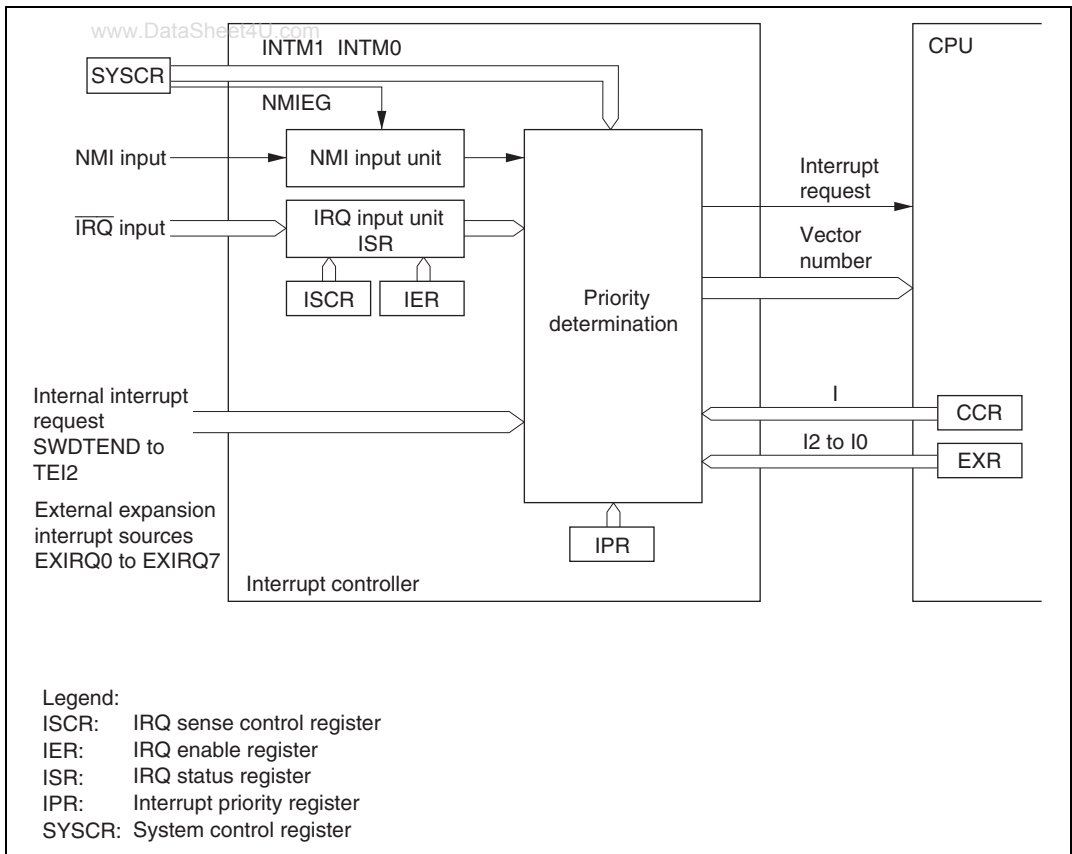 www.DataSheet4U.com
INTM1 INTM0
CPU
SYSCR
NMIEG
NMI input
NMI input unit
Interrupt
request
IRQ input
IRQ input unit
ISR
Vector
number
ISCR
IER
Priority
determination
Internal interrupt
request
SWDTEND to
TEI2
I
CCR
I2 to I0
EXR
External expansion
interrupt sources
EXIRQ0 to EXIRQ7
IPR
Interrupt controller
Legend:
ISCR: IRQ sense control register
IER: IRQ enable register
ISR: IRQ status register
IPR: Interrupt priority register
SYSCR: System control register